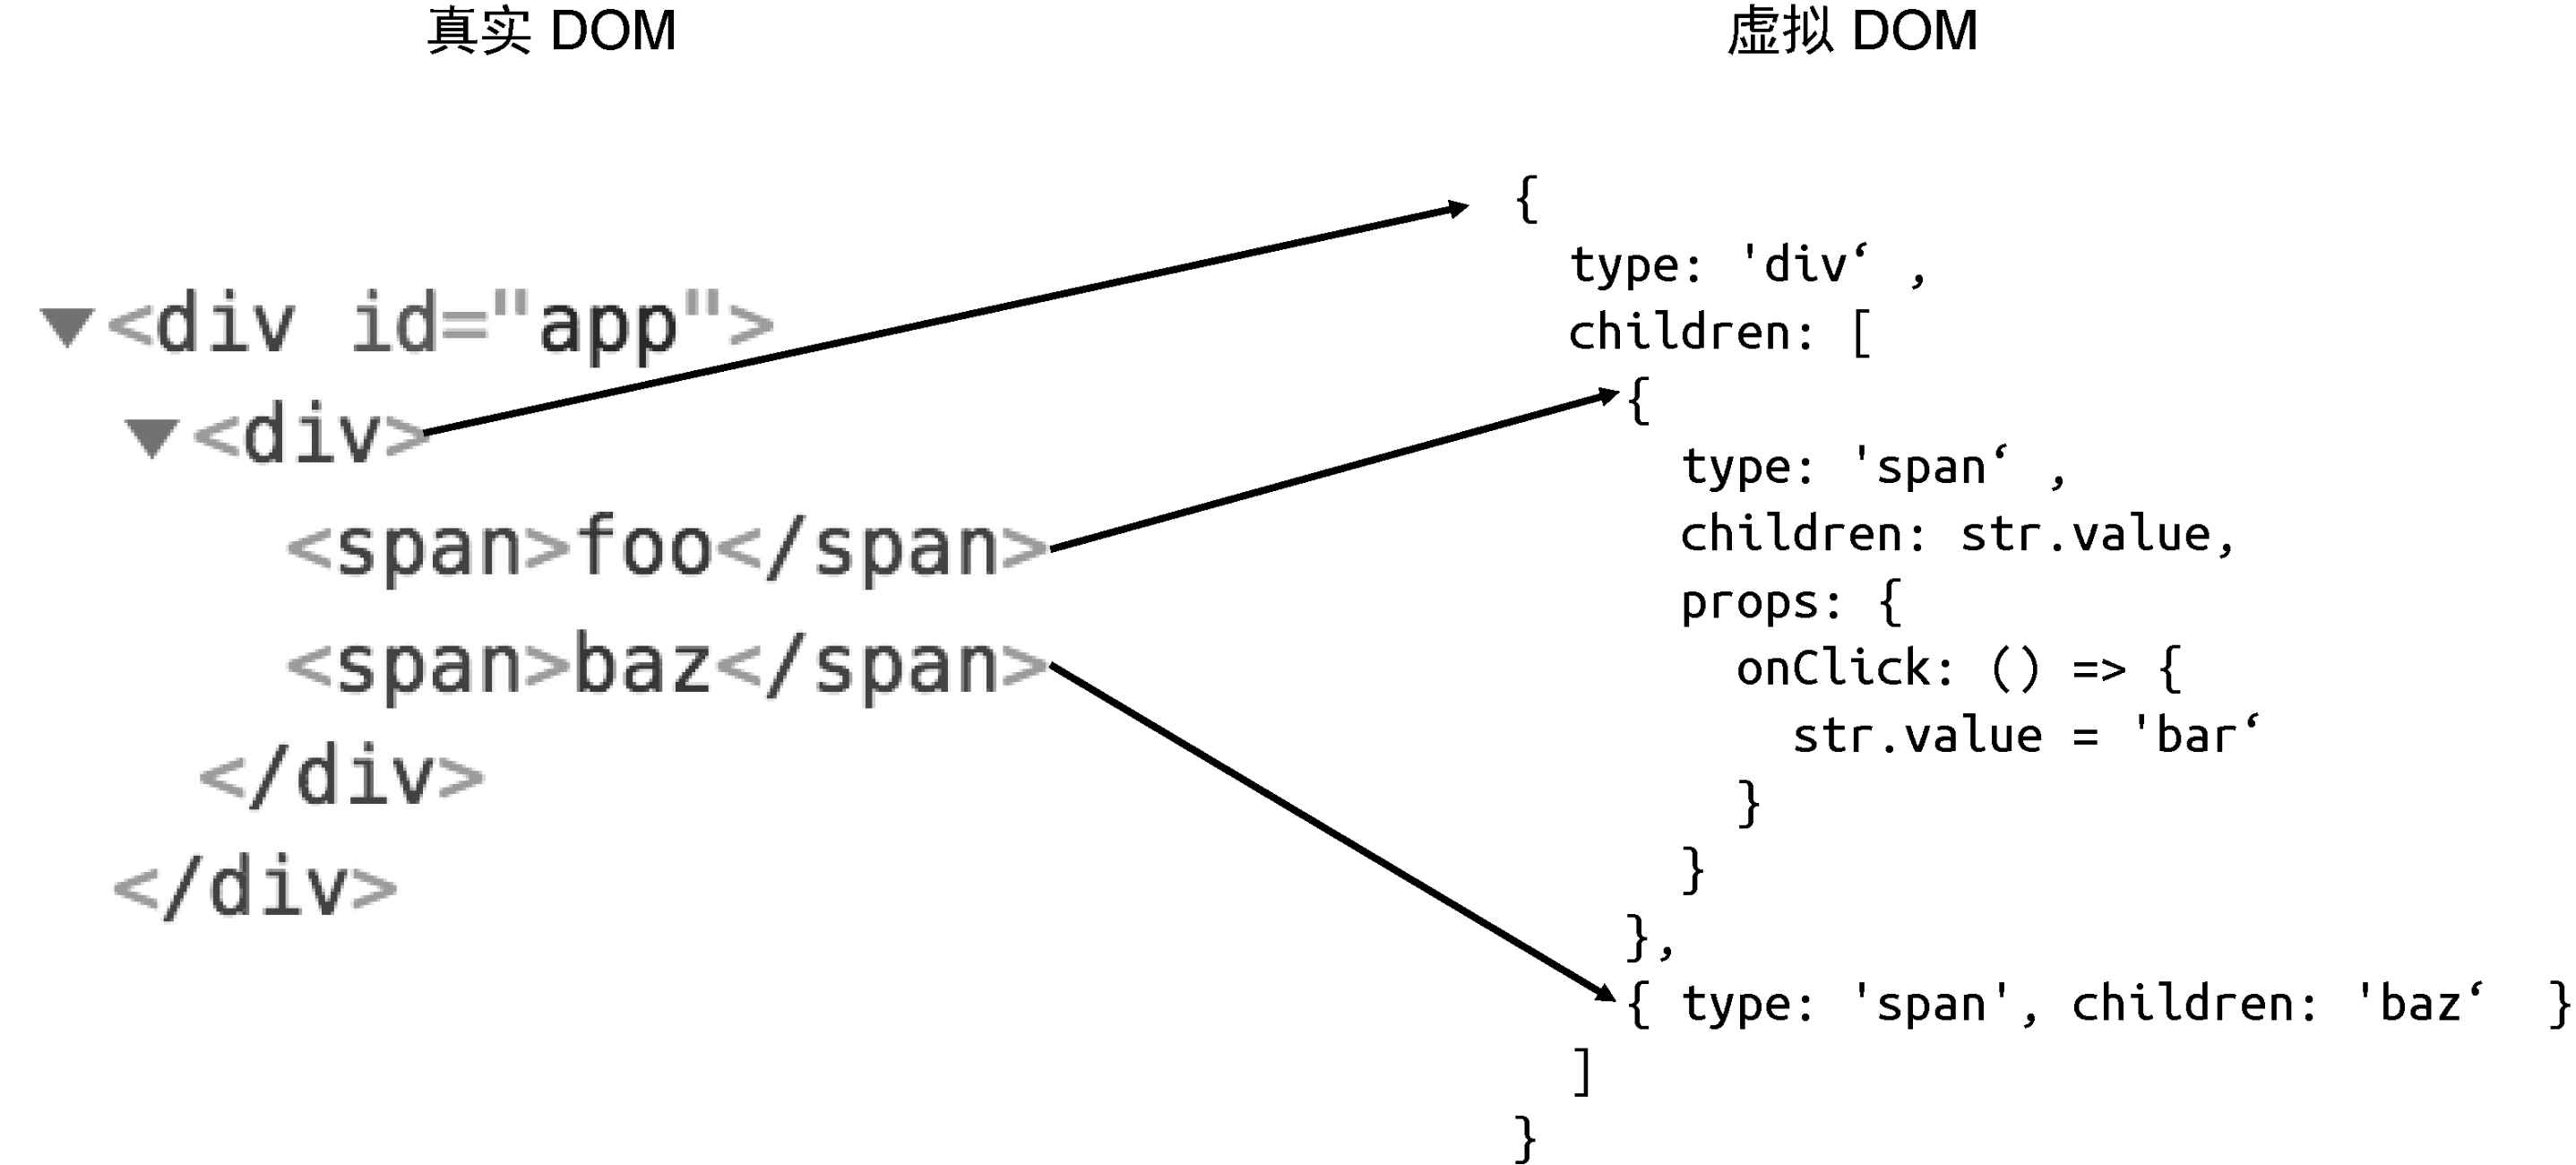 真实 DOM
虚拟 DOM
▼<div id="app">
▼<div>
<span>foo</span>
<span>baz</span>
</div>
</div>
{
type: 'div‘ ,
children: [
{
type: 'span‘ ,
children: str.value,
props: {
onClick: () => {
str.value = 'bar‘
}
}
},
{ type: 'span', children: 'baz‘ }
]
}